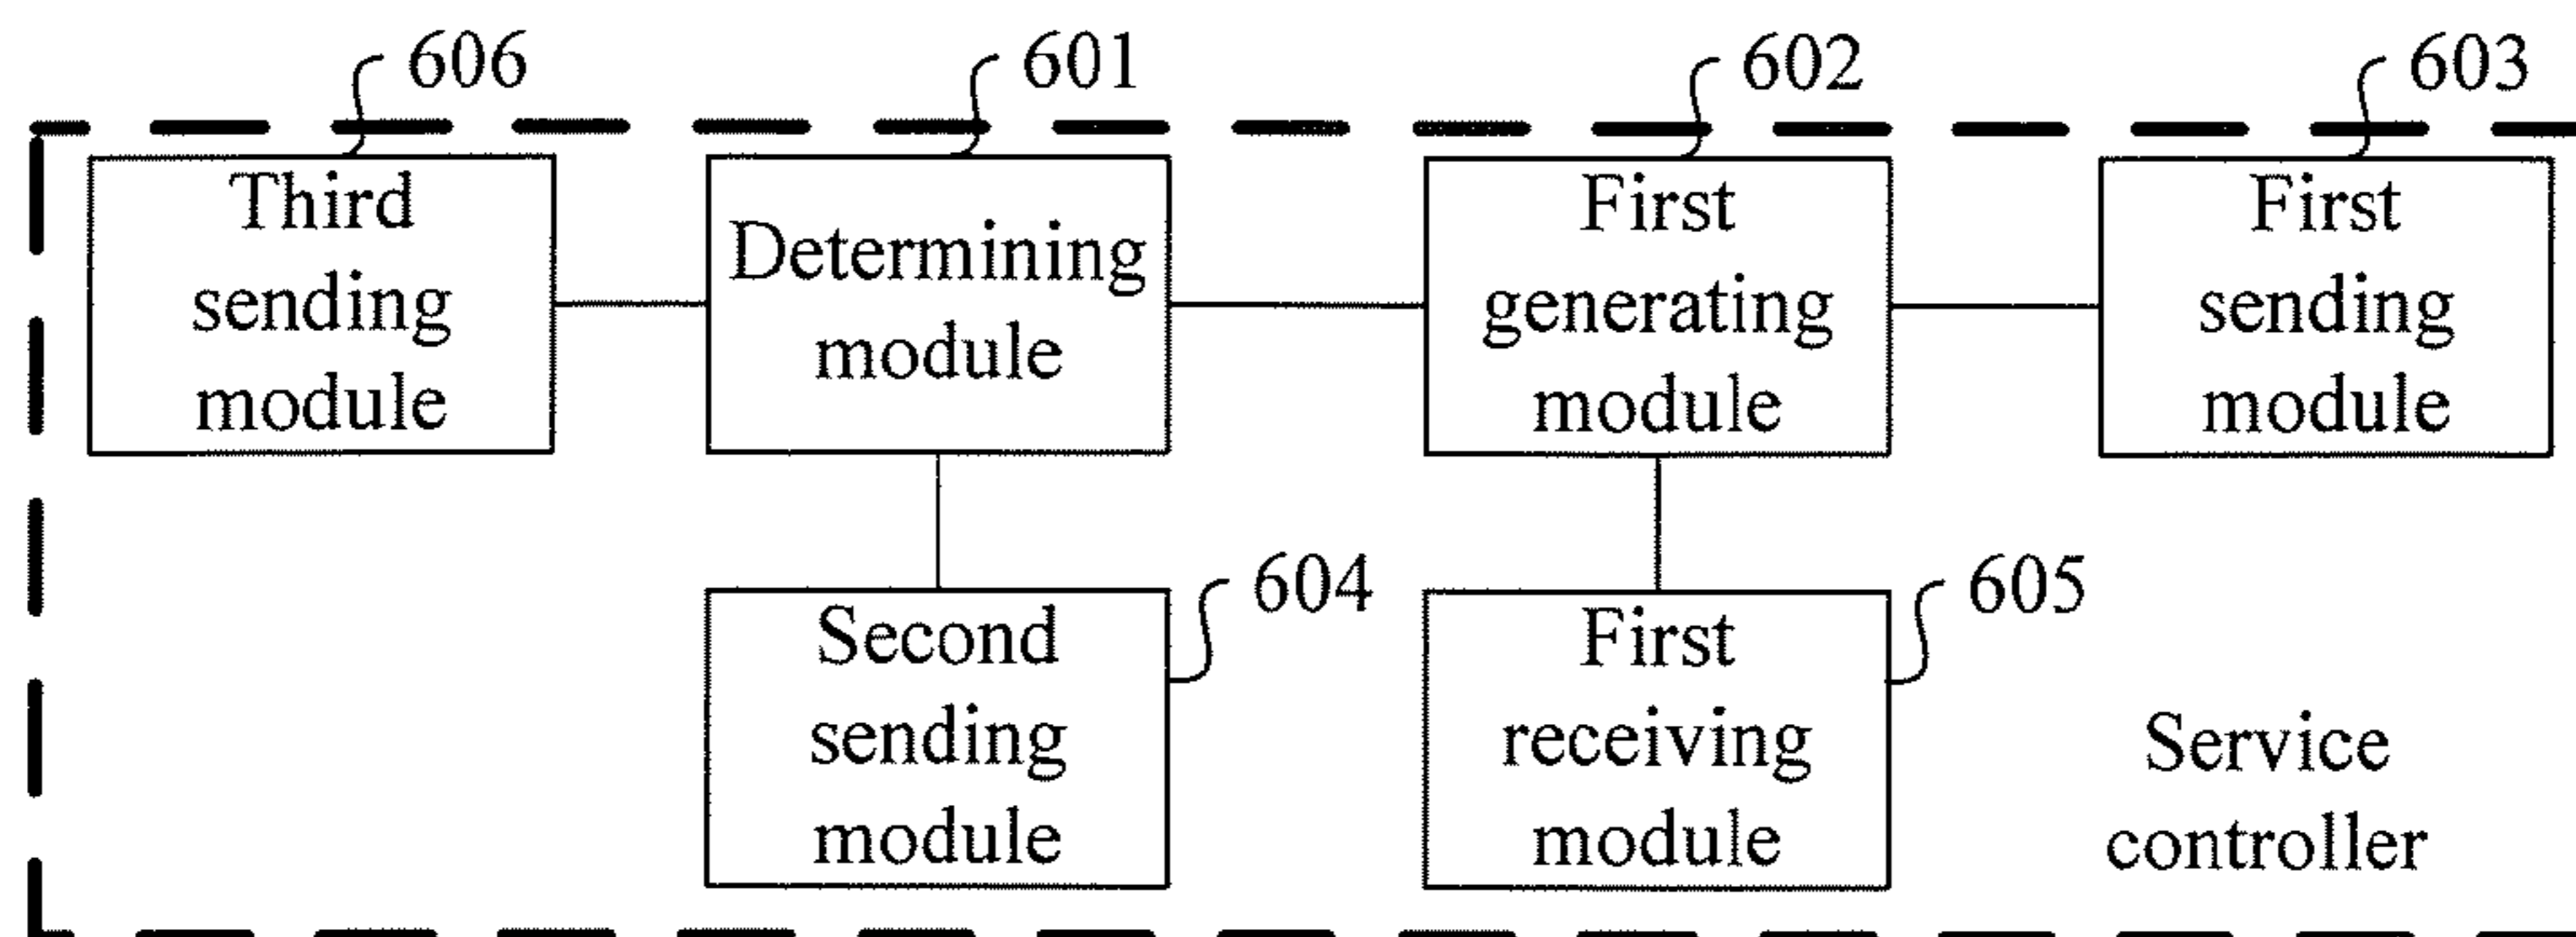 606
601
602
603
Third
sending
module
Determining
module
First
generating
module
First
sending
module
Second
sending
module
604
First
receiving
module
605
Service
controller